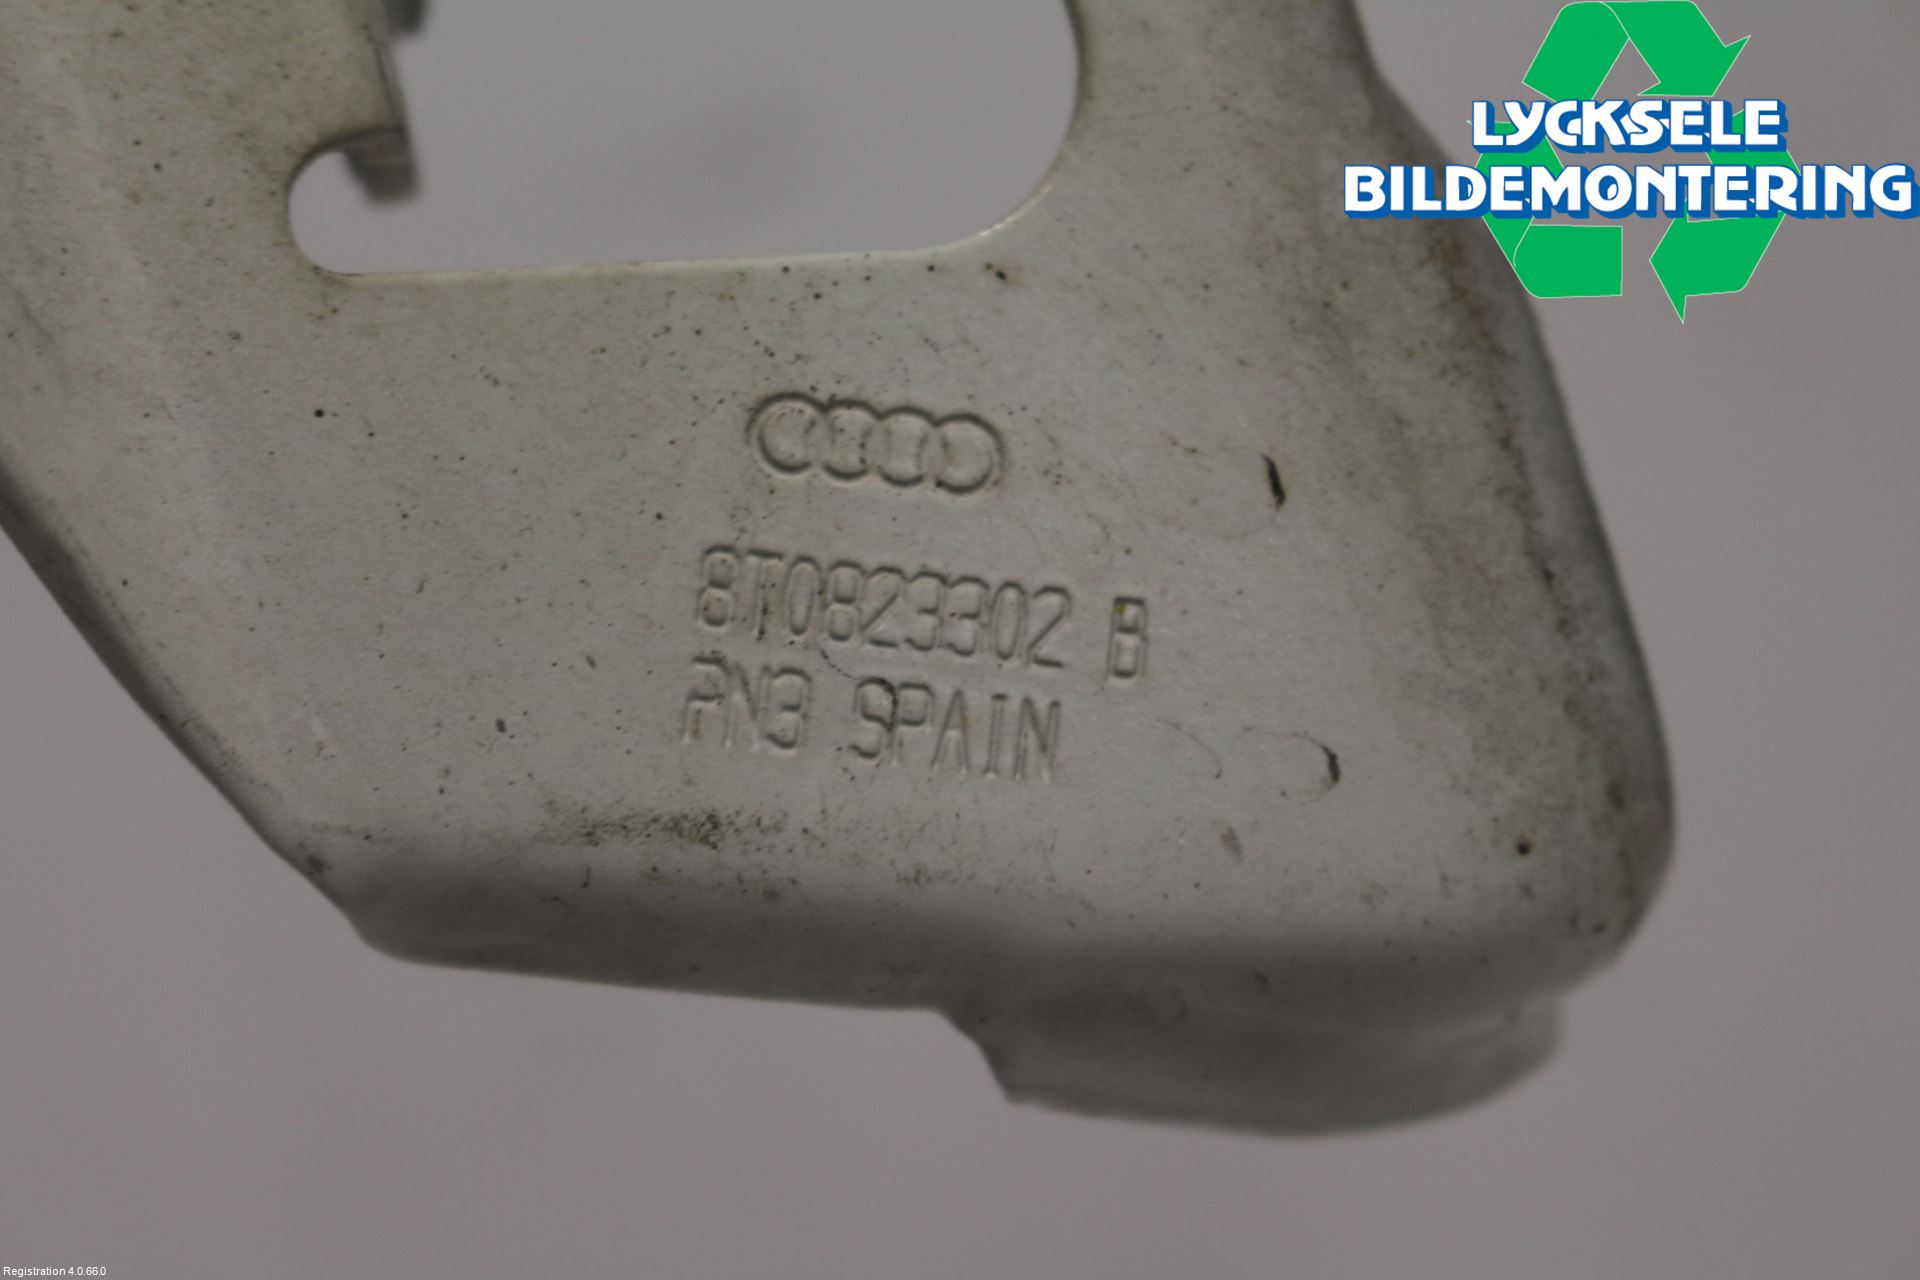 LYCKSELE
BILDEMONTERING
8T0823302 B
PN3 SPAIN
Registration 4.0.66.0